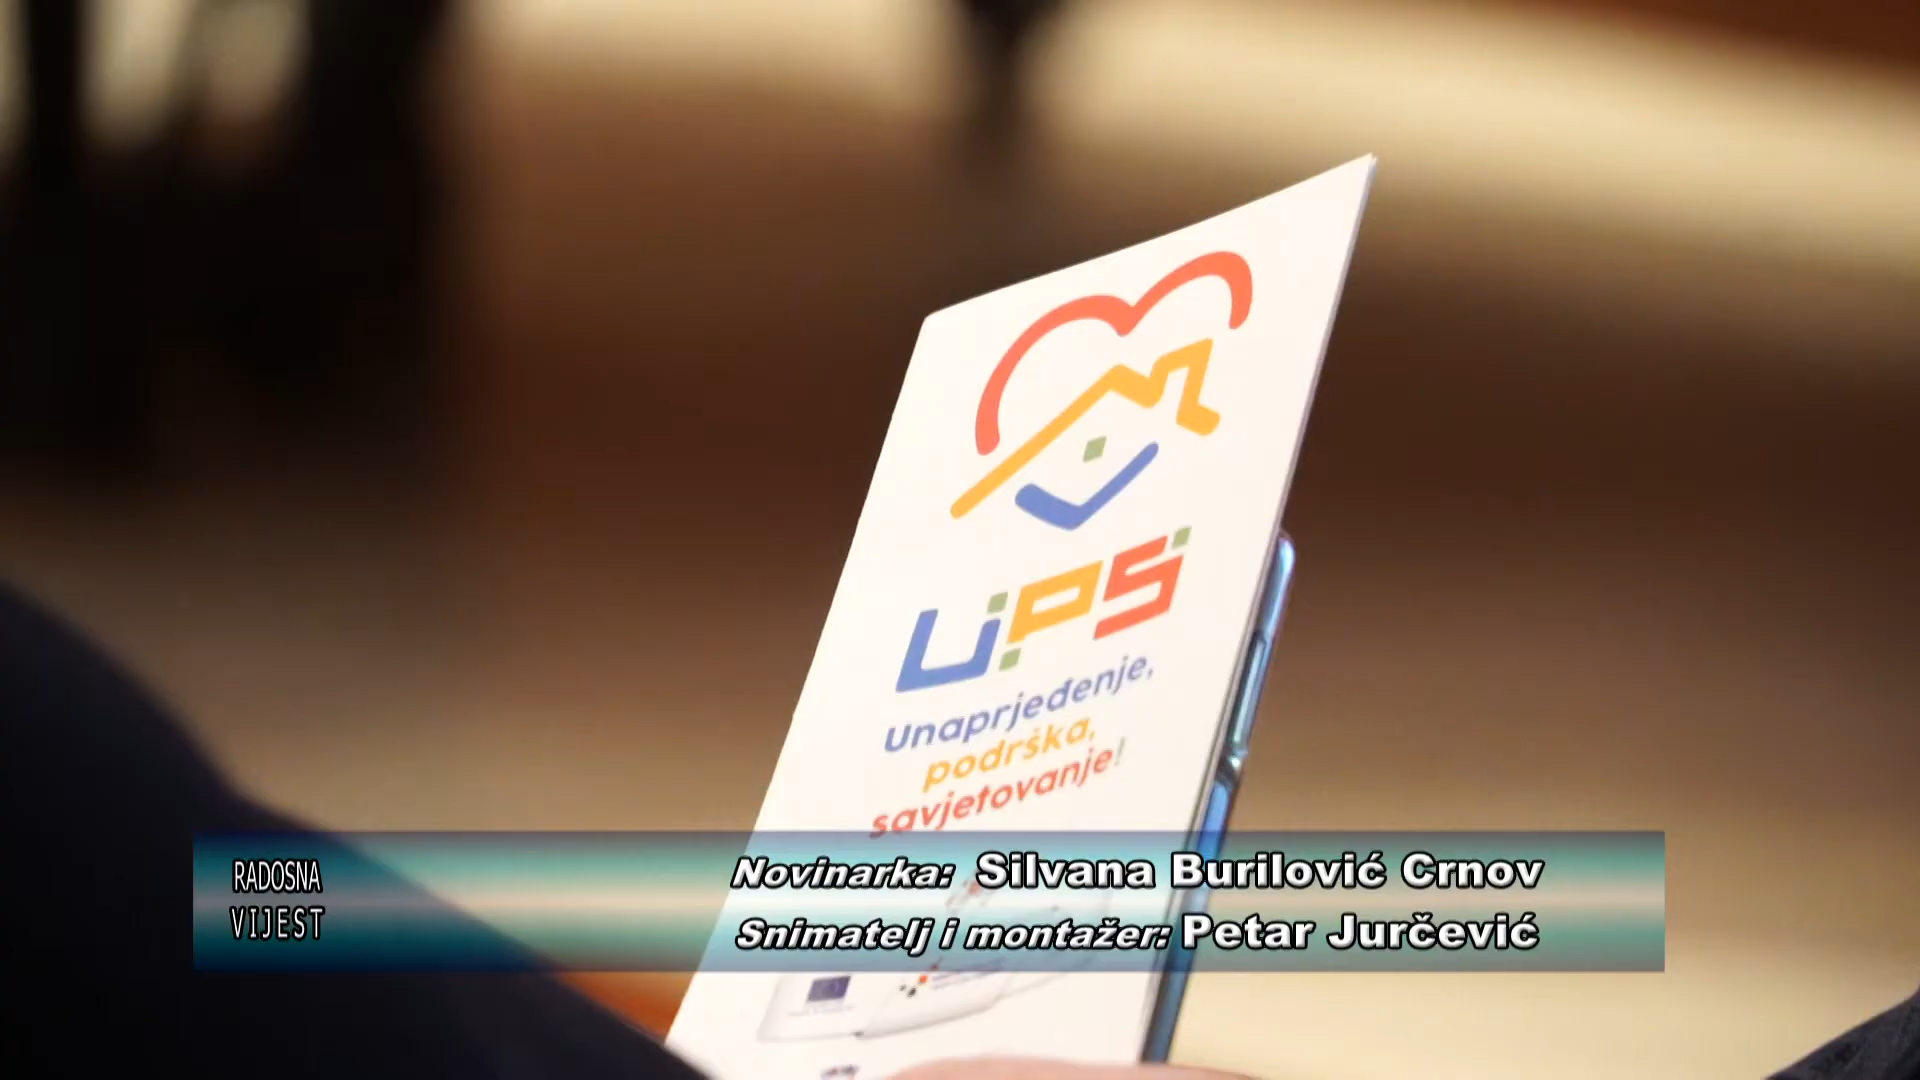 UPS
Unaprjeđenje,
podrška,
savjetovanje!
RADOSNA
VIJEST
Novinarka: Silvana Burilović Crnov
Snimatelj i montažer: Petar Jurčević